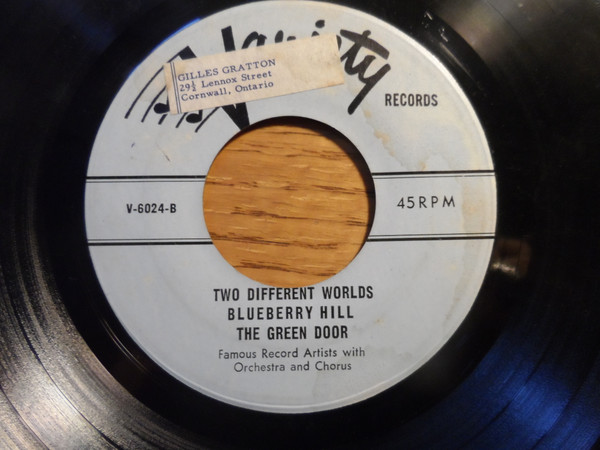 Variety
RECORDS
GILLES GRATTON
29½ Lennox Street
Cornwall, Ontario
V-6024-B
45 RPM
TWO DIFFERENT WORLDS
BLUEBERRY HILL
THE GREEN DOOR
Famous Record Artists with
Orchestra and Chorus